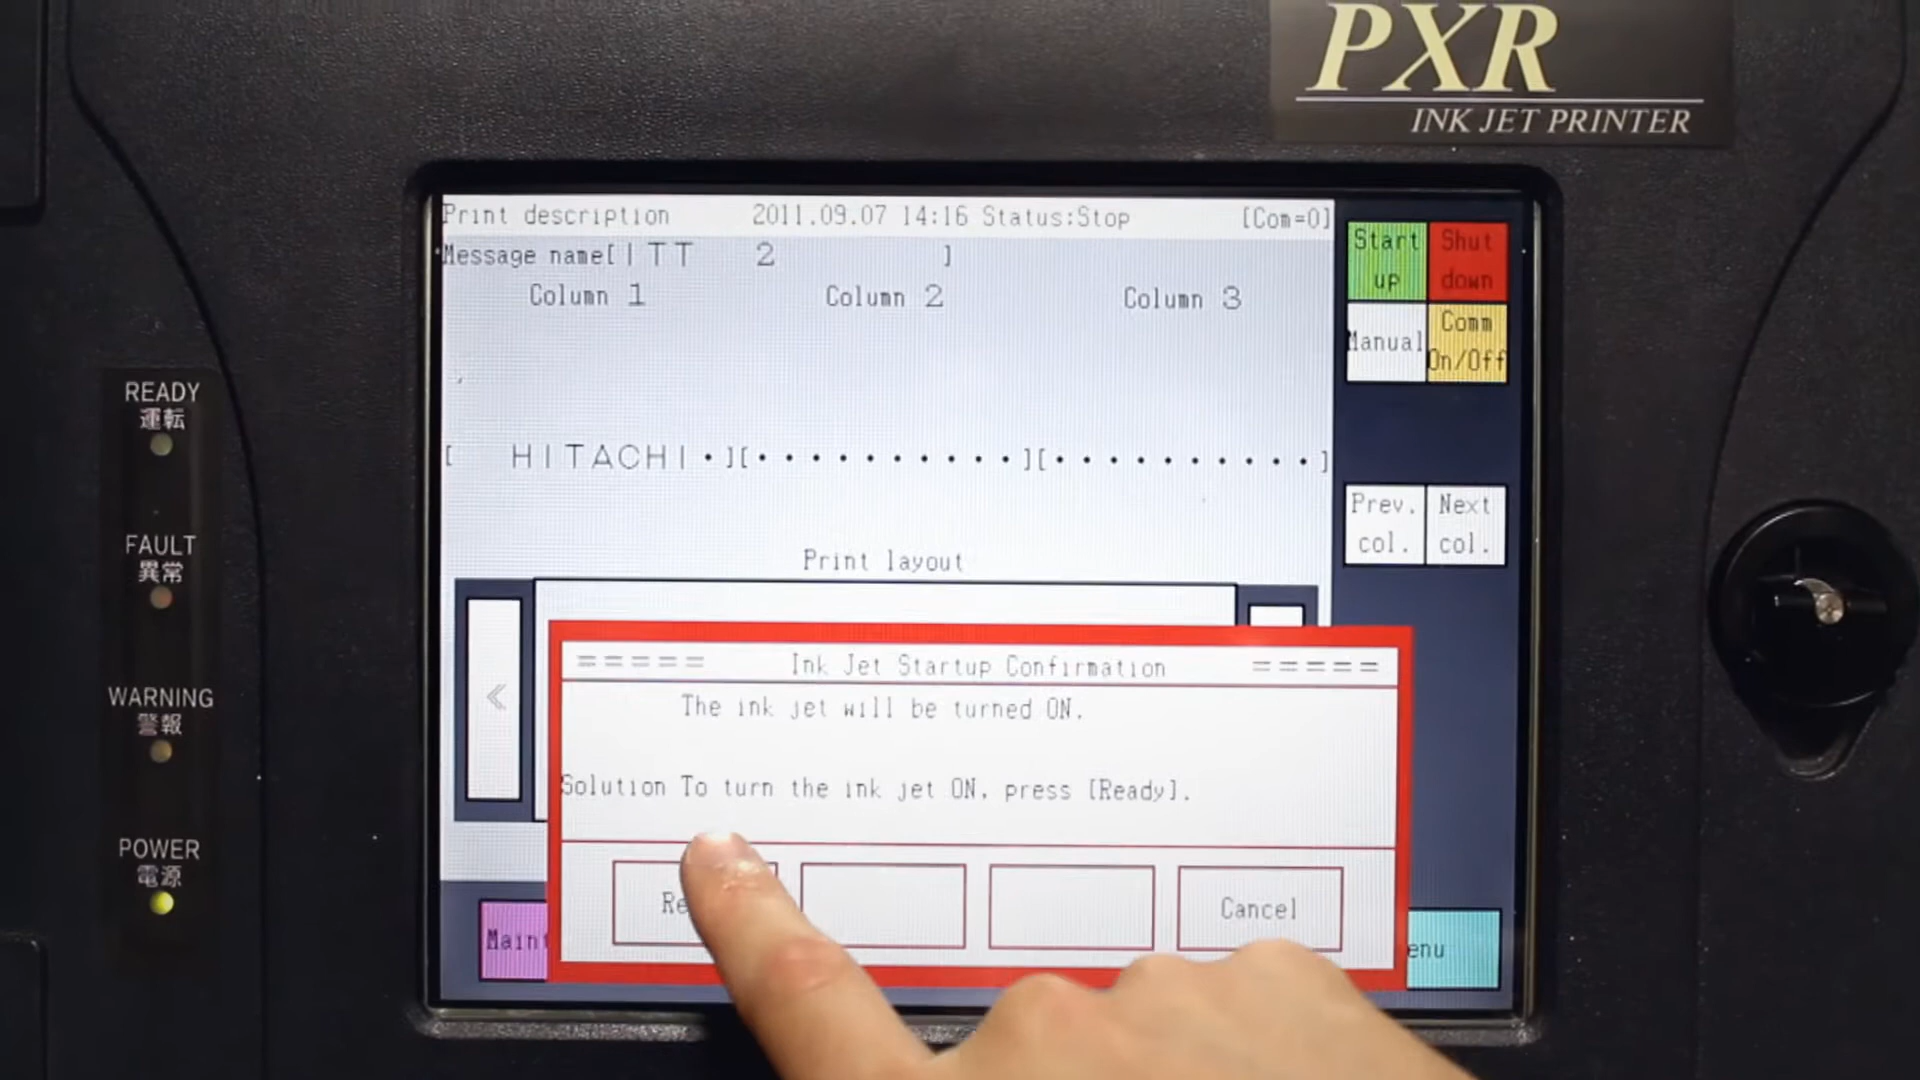 PXR
INK JET PRINTER
Print description 2011.09.07 14:16 Status:Stop [Com=0]
Message name[ITT 2 ]
Column 1 Column 2 Column 3
[ HITACHI•][••••••••••][••••••••••]
Print layout
===== Ink Jet Startup Confirmation =====
The ink jet will be turned ON.
Solution To turn the ink jet ON, press [Ready].
Cancel
Start
up
Shut
down
Manual
Comm
On/Off
Prev.
col.
Next
col.
READY
運転
FAULT
異常
WARNING
警報
POWER
電源